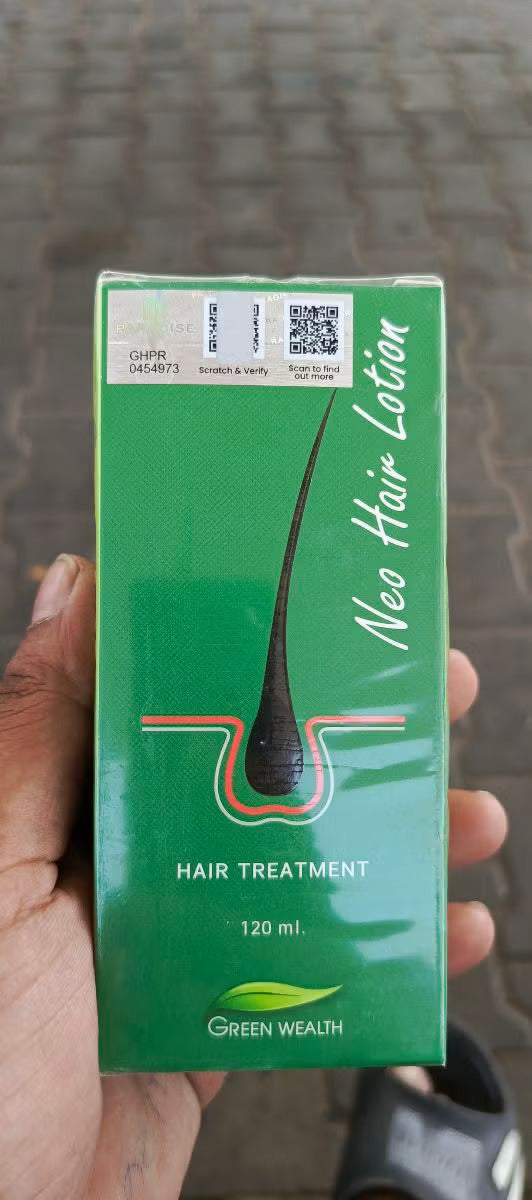 GHPR
0454973
Scratch & Verify
Scan to find
out more
Neo Hair Lotion
HAIR TREATMENT
120 ml.
GREEN WEALTH